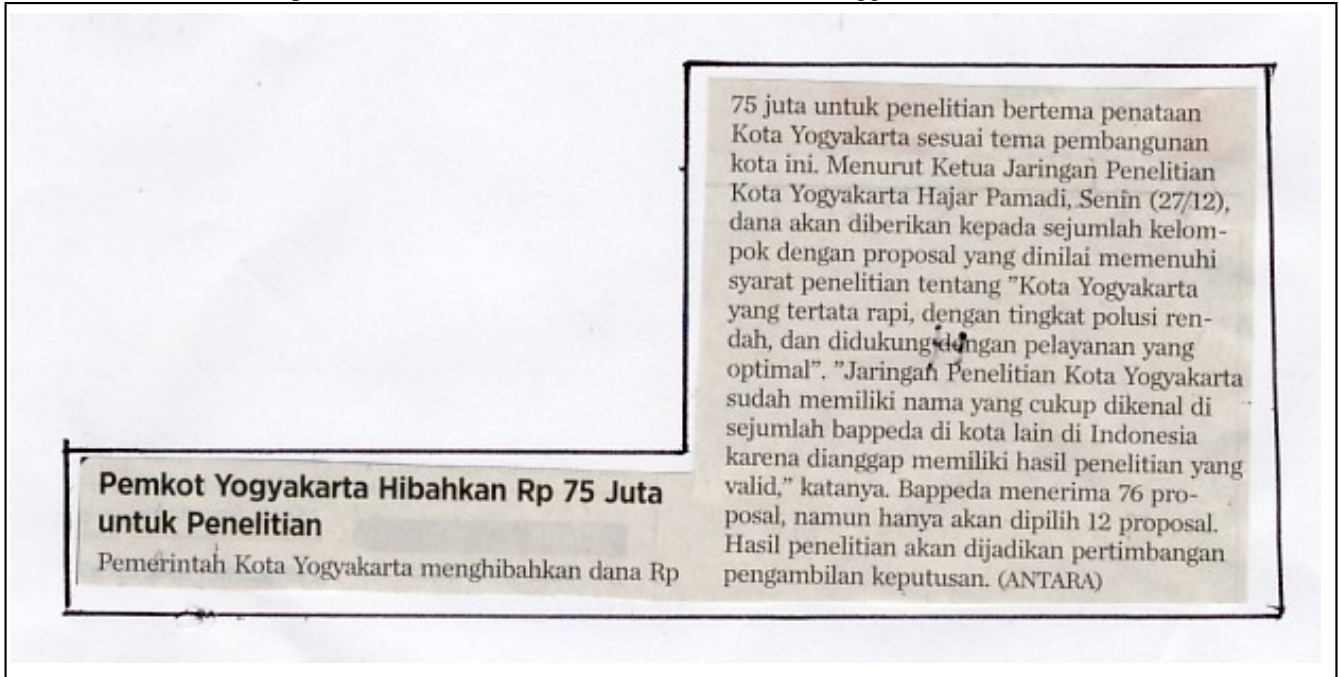 Pemkot Yogyakarta Hibahkan Rp 75 Juta
untuk Penelitian
Pemerintah Kota Yogyakarta menghibahkan dana Rp
75 juta untuk penelitian bertema penataan
Kota Yogyakarta sesuai tema pembangunan
kota ini. Menurut Ketua Jaringan Penelitian
Kota Yogyakarta Hajar Pamadi, Senin (27/12),
dana akan diberikan kepada sejumlah kelom-
pok dengan proposal yang dinilai memenuhi
syarat penelitian tentang "Kota Yogyakarta
yang tertata rapi, dengan tingkat polusi ren-
dah, dan didukung dengan pelayanan yang
optimal". "Jaringan Penelitian Kota Yogyakarta
sudah memiliki nama yang cukup dikenal di
sejumlah bappeda di kota lain di Indonesia
karena dianggap memiliki hasil penelitian yang
valid," katanya. Bappeda menerima 76 pro-
posal, namun hanya akan dipilih 12 proposal.
Hasil penelitian akan dijadikan pertimbangan
pengambilan keputusan. (ANTARA)